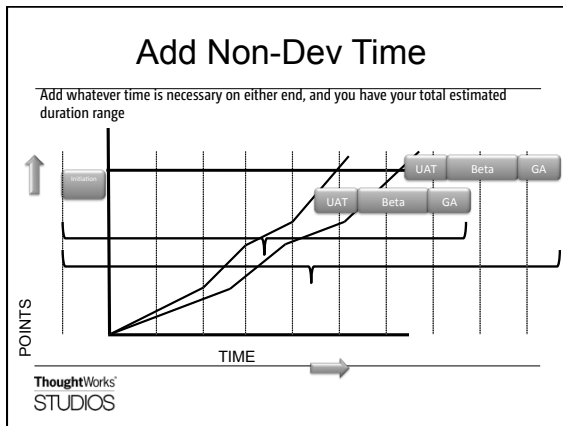 Add Non-Dev Time
Add whatever time is necessary on either end, and you have your total estimated
duration range
Initiation
UAT
Beta
GA
UAT
Beta
GA
POINTS
TIME
ThoughtWorks®
STUDIOS